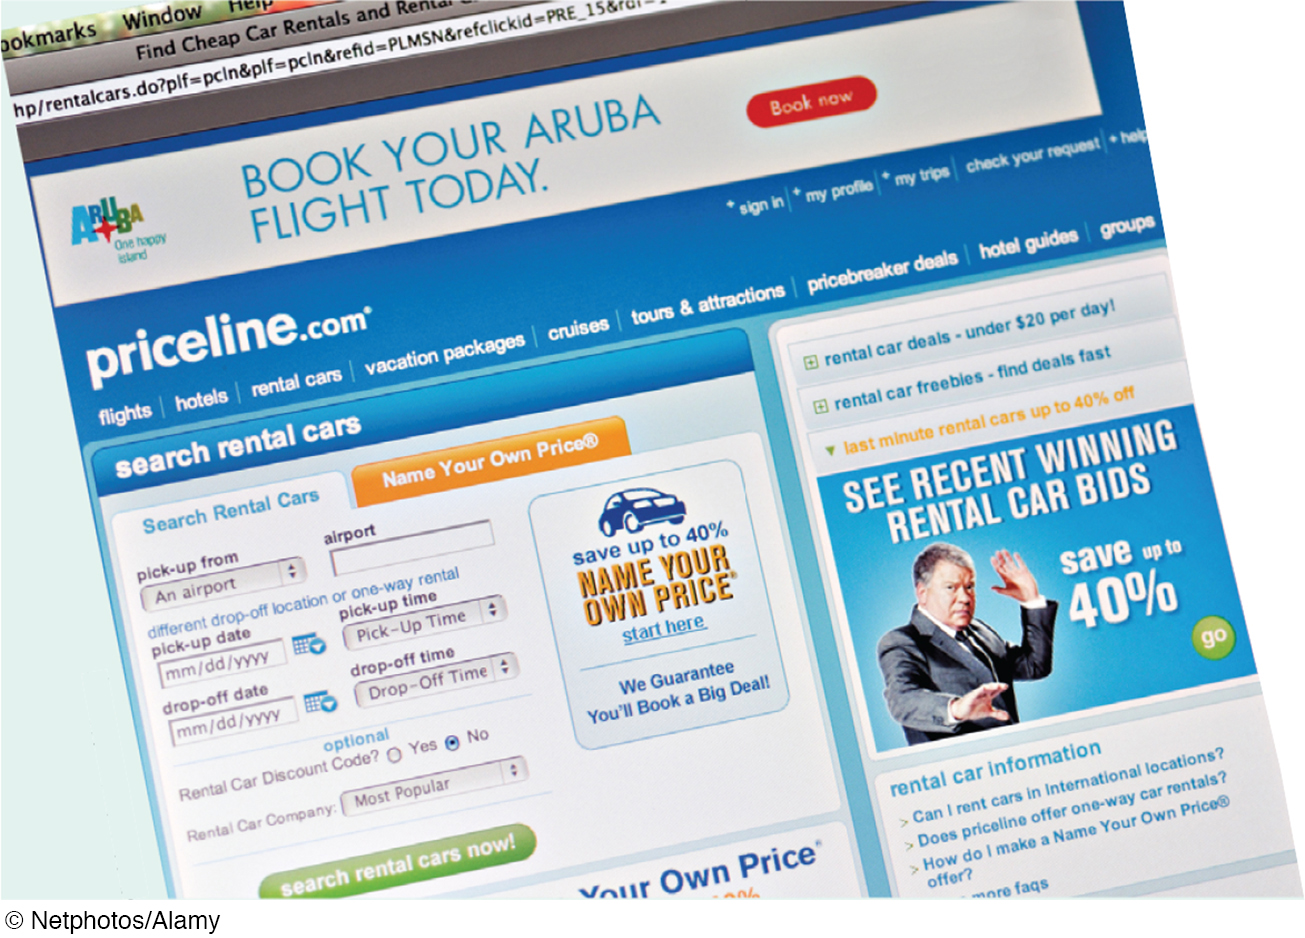 ookmarks Window Help
Find Cheap Car Rentals and Rental C
hp/rentalcars.do?plf=pcln&plf=pcln&refid=PLMSN&refclickid=PRE_15&rdr=
ARUBA
One happy
island
BOOK YOUR ARUBA
FLIGHT TODAY.
Book now
+ sign in + my profile + my trips check your request + help
priceline.com®
flights hotels rental cars vacation packages cruises tours & attractions pricebreaker deals hotel guides groups
search rental cars
Search Rental Cars
Name Your Own Price®
pick-up from
An airport
airport
different drop-off location or one-way rental
pick-up date
mm/dd/yyyy
pick-up time
Pick-Up Time
drop-off date
mm/dd/yyyy
drop-off time
Drop-Off Time
optional
Rental Car Discount Code? Yes No
Rental Car Company: Most Popular
search rental cars now!
save up to 40%
NAME YOUR
OWN PRICE®
start here
We Guarantee
You'll Book a Big Deal!
Your Own Price®
rental car deals - under $20 per day!
rental car freebies - find deals fast
last minute rental cars up to 40% off
SEE RECENT WINNING
RENTAL CAR BIDS
save up to
40%
go
rental car information
> Can I rent cars in International locations?
> Does priceline offer one-way car rentals?
> How do I make a Name Your Own Price®
offer?
more faqs
© Netphotos/Alamy